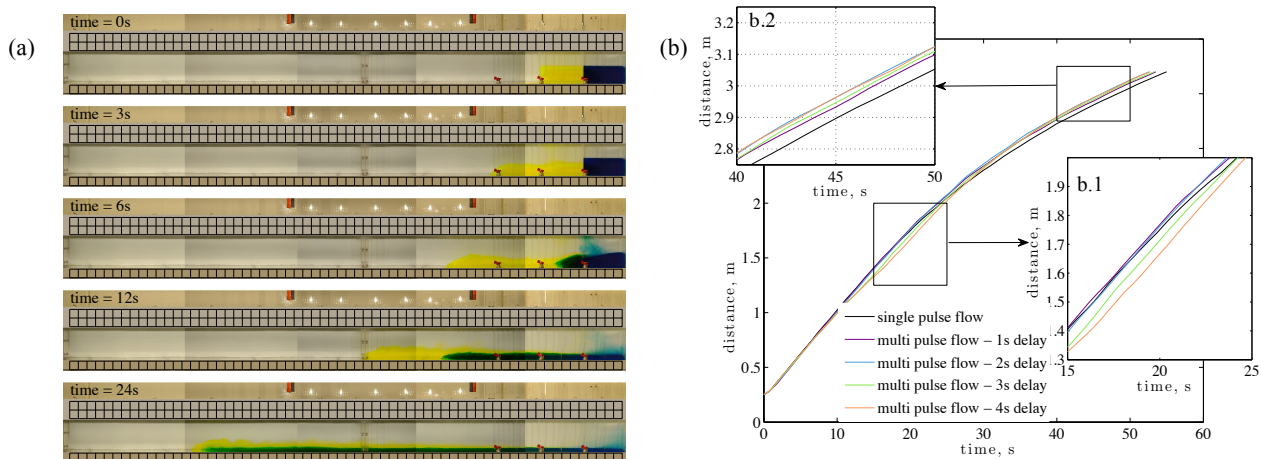 (a)
time = 0s
time = 3s
time = 6s
time = 12s
time = 24s
(b)
b.2
distance, m
3.2
3.1
3
2.9
2.8
40
45
50
time, s
b.1
1.9
1.8
1.7
1.6
1.5
1.4
1.3
15
20
25
time, s
distance, m
2
1.5
1
0.5
0
0
10
20
30
40
50
60
time, s
distance, m
single pulse flow
multi pulse flow – 1s delay
multi pulse flow – 2s delay
multi pulse flow – 3s delay
multi pulse flow – 4s delay